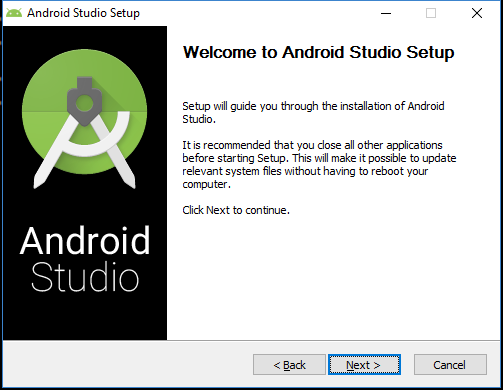 Android Studio Setup
Welcome to Android Studio Setup
Setup will guide you through the installation of Android
Studio.
It is recommended that you close all other applications
before starting Setup. This will make it possible to update
relevant system files without having to reboot your
computer.
Click Next to continue.
Android
Studio
< Back
Next >
Cancel